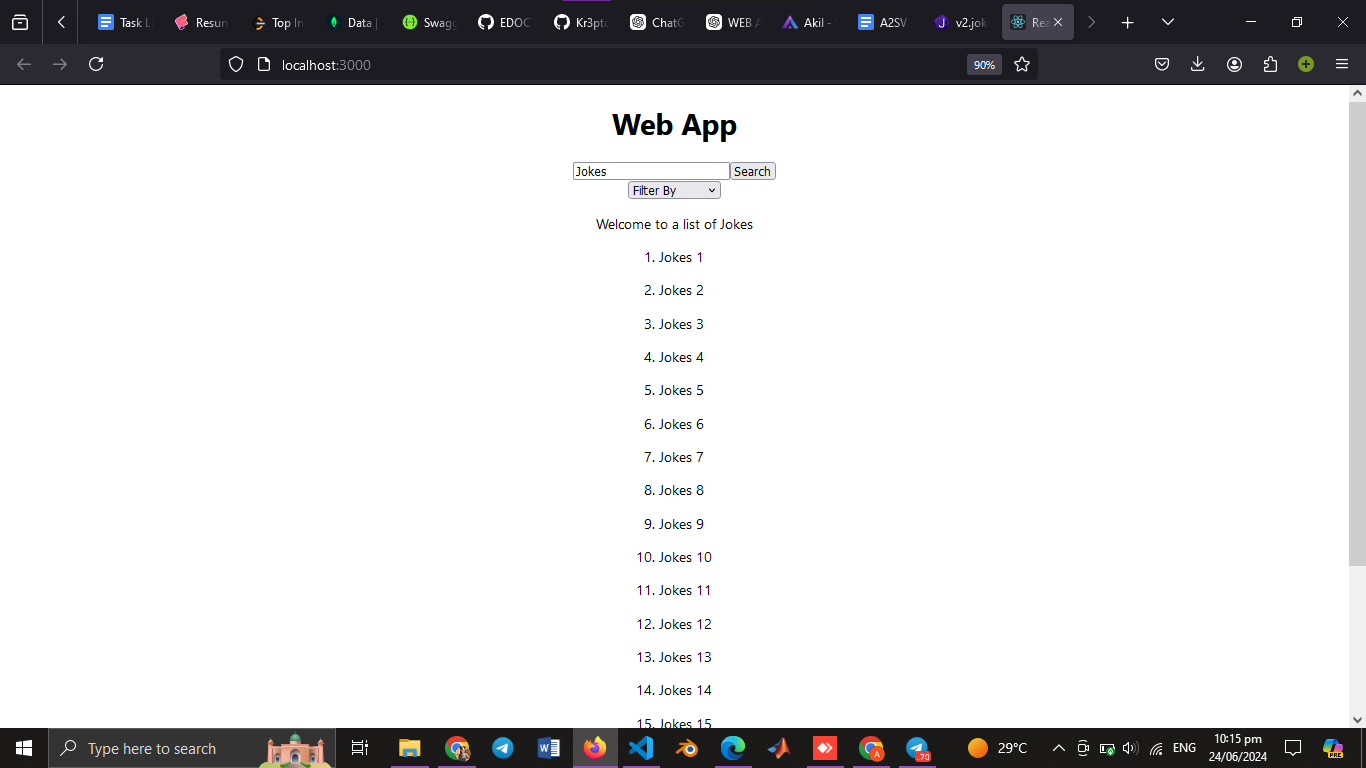 Task Li
Resum
Top In
Data |
Swagg
EDOC
Kr3pto
ChatG
WEB A
Akil -
A2SV
v2.jok
Rea
localhost:3000
90%
Web App
Jokes
Search
Filter By
Welcome to a list of Jokes
1. Jokes 1
2. Jokes 2
3. Jokes 3
4. Jokes 4
5. Jokes 5
6. Jokes 6
7. Jokes 7
8. Jokes 8
9. Jokes 9
10. Jokes 10
11. Jokes 11
12. Jokes 12
13. Jokes 13
14. Jokes 14
15. Jokes 15
Type here to search
70
29°C
ENG
10:15 pm
24/06/2024
PRE